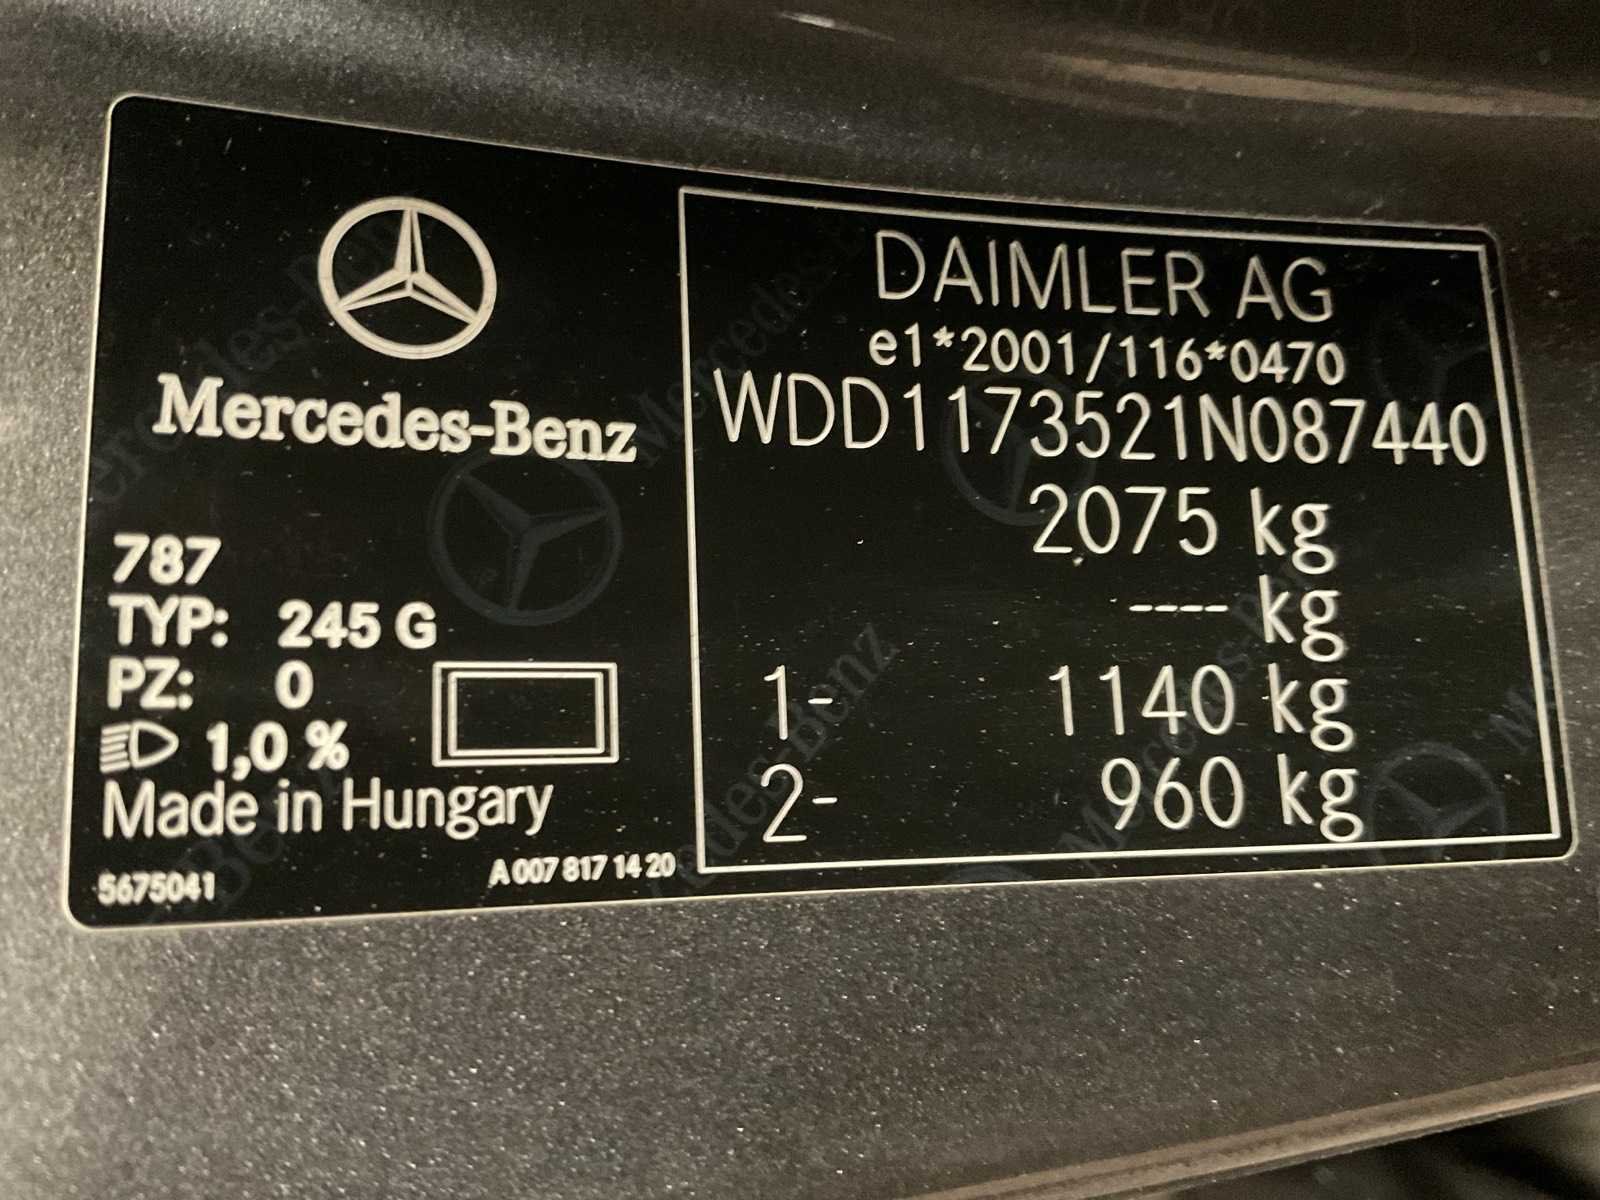 Mercedes-Benz
787
TYP: 245 G
PZ: 0
1,0 %
Made in Hungary
5675041
A 007 817 14 20
DAIMLER AG
e1*2001/116*0470
WDD1173521N087440
2075 kg
---- kg
1- 1140 kg
2- 960 kg